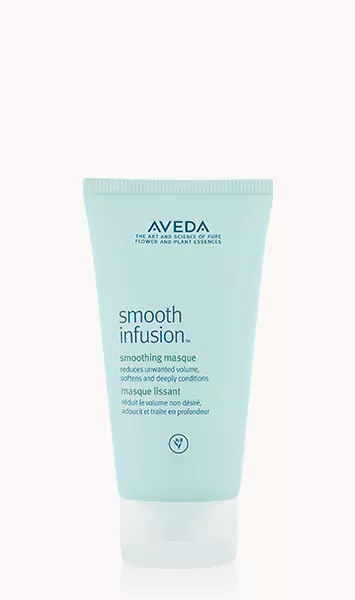 AVEDA
THE ART AND SCIENCE OF PURE
FLOWER AND PLANT ESSENCES
smooth
infusion™
smoothing masque
reduces unwanted volume,
softens and deeply conditions
masque lissant
réduit le volume non désiré,
adoucit et traite en profondeur